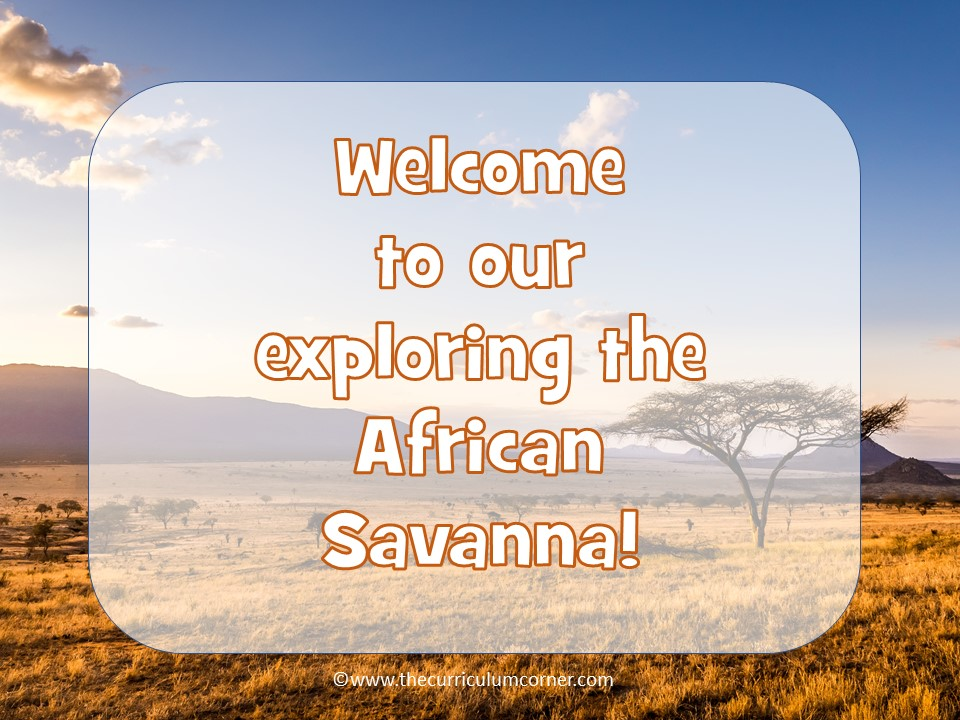 Welcome
to our
exploring the
African
Savanna!
©www.thecurriculumcorner.com